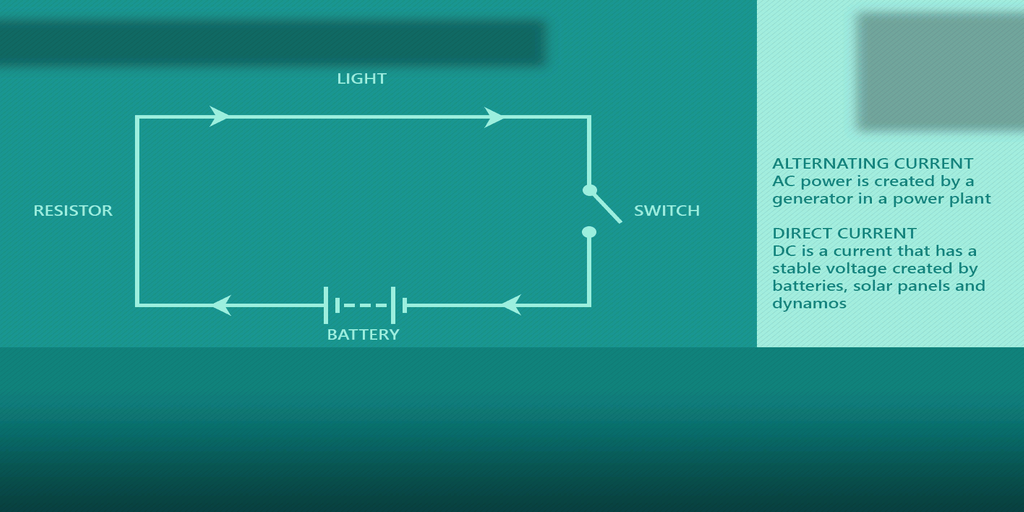 LIGHT
RESISTOR
SWITCH
BATTERY
ALTERNATING CURRENT
AC power is created by a
generator in a power plant
DIRECT CURRENT
DC is a current that has a
stable voltage created by
batteries, solar panels and
dynamos